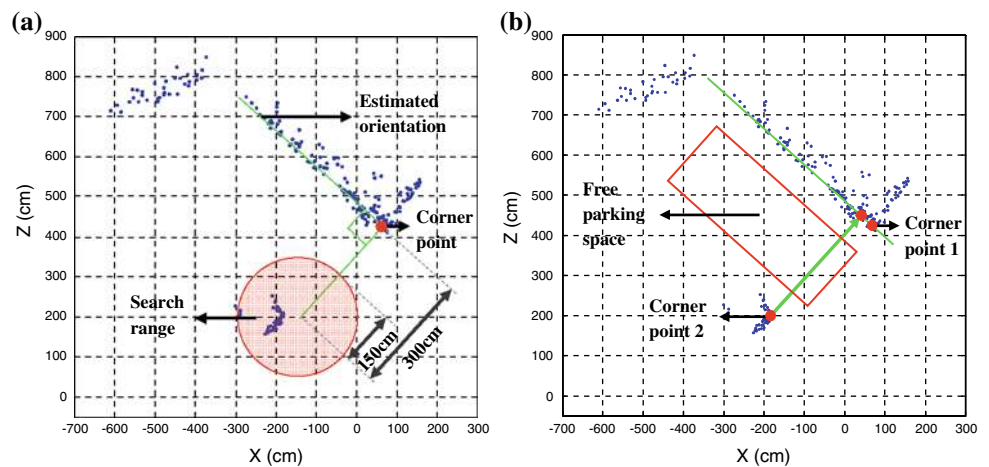 (a)
900
800
700
600
500
400
300
200
100
0
Z (cm)
-700 -600 -500 -400 -300 -200 -100 0 100 200 300
X (cm)
Estimated
orientation
Corner
point
Search
range
150cm
300cm
(b)
900
800
700
600
500
400
300
200
100
0
Z (cm)
-700 -600 -500 -400 -300 -200 -100 0 100 200 300
X (cm)
Free
parking
space
Corner
point 1
Corner
point 2